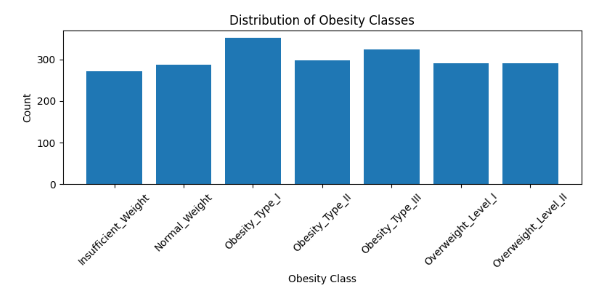 Distribution of Obesity Classes
300
200
100
0
Count
Insufficient_Weight
Normal_Weight
Obesity_Type_I
Obesity_Type_II
Obesity_Type_III
Overweight_Level_I
Overweight_Level_II
Obesity Class